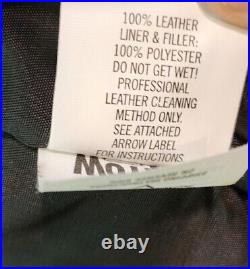 100% LEATHER
LINER & FILLER:
100% POLYESTER
DO NOT GET WET!
PROFESSIONAL
LEATHER CLEANING
METHOD ONLY.
SEE ATTACHED
ARROW LABEL
FOR INSTRUCTIONS